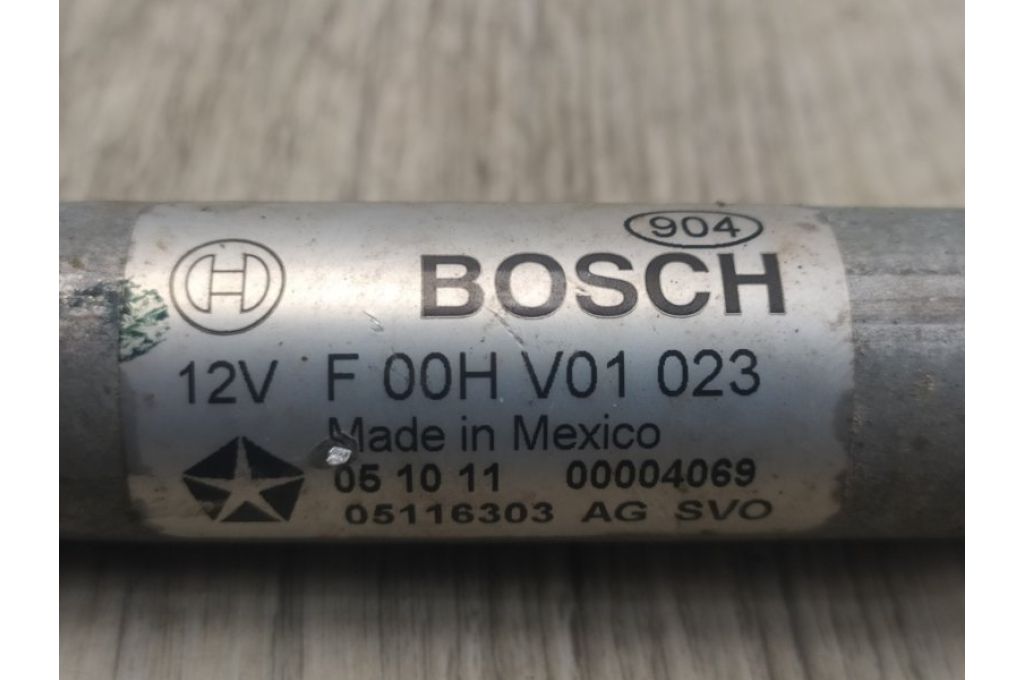 904
BOSCH
12V F 00H V01 023
Made in Mexico
05 10 11 00004069
05116303 AG SVO